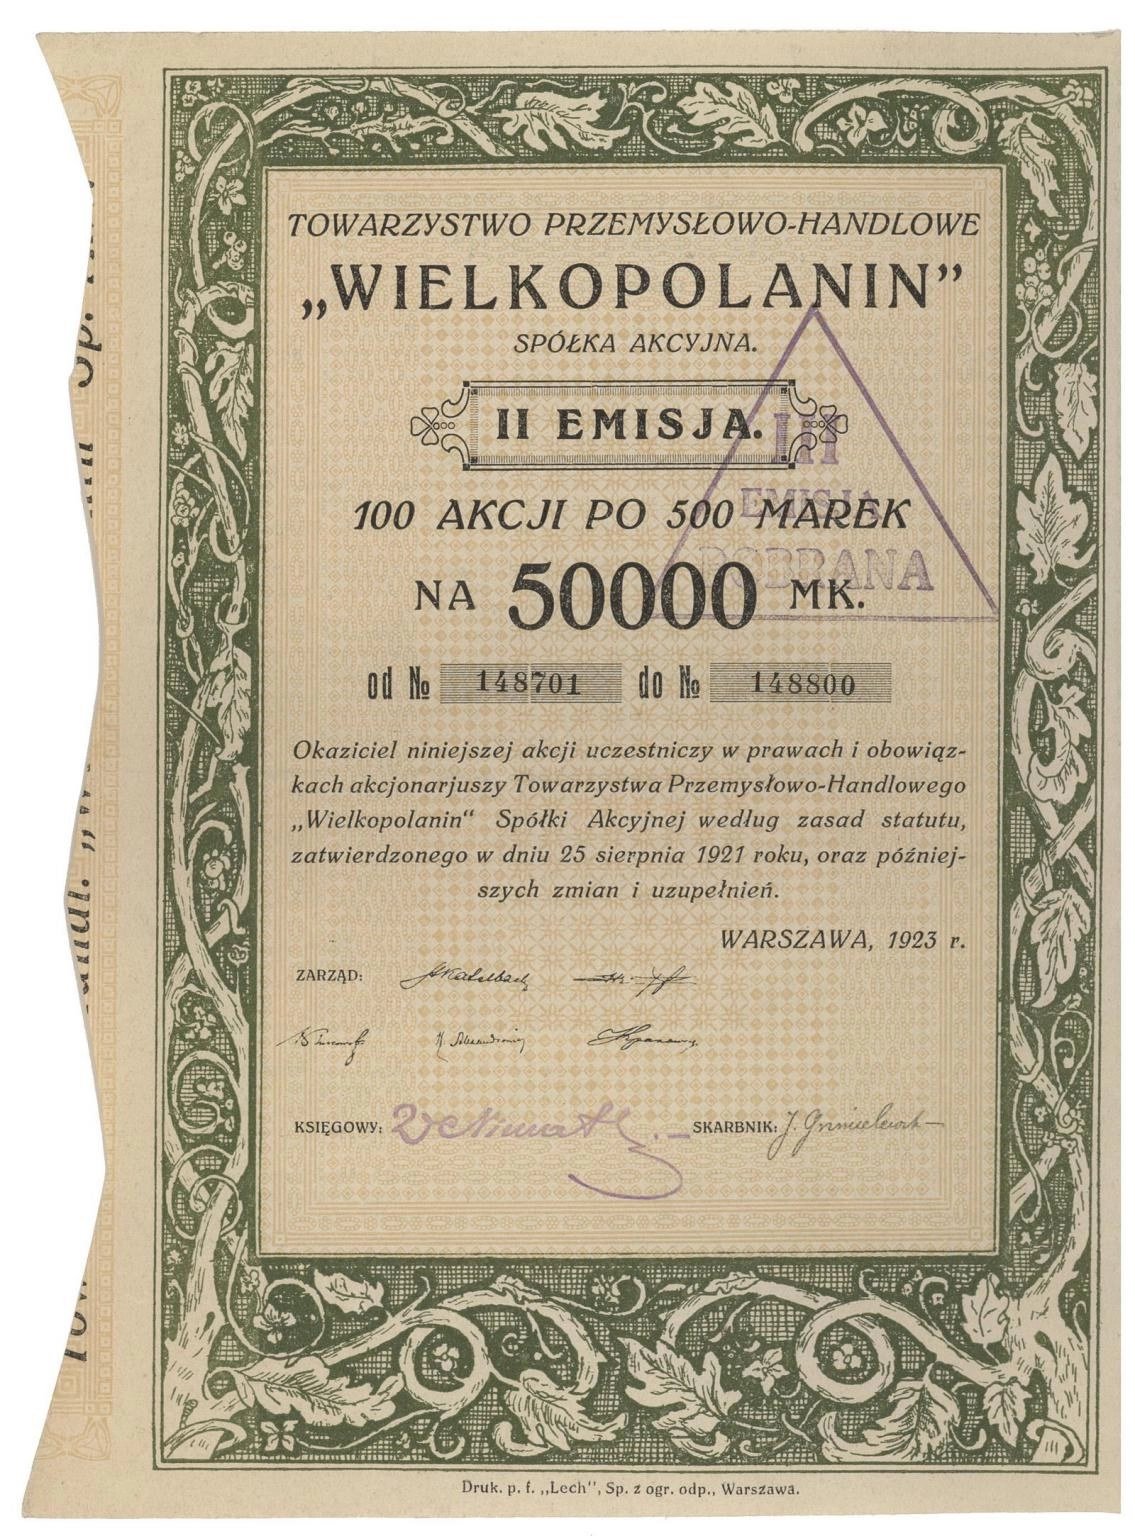 TOWARZYSTWO PRZEMYSŁOWO-HANDLOWE
„WIELKOPOLANIN”
SPÓŁKA AKCYJNA.
II EMISJA.
III
EMISJA
POBRANA
100 AKCJI PO 500 MAREK
NA 50000 MK.
od № 148701 do № 148800
Okaziciel niniejszej akcji uczestniczy w prawach i obowiąz-
kach akcjonarjuszy Towarzystwa Przemysłowo-Handlowego
„Wielkopolanin“ Spółki Akcyjnej według zasad statutu,
zatwierdzonego w dniu 25 sierpnia 1921 roku, oraz później-
szych zmian i uzupełnień.
WARSZAWA, 1923 r.
ZARZĄD:
KSIĘGOWY:
SKARBNIK:
Druk. p. f. „Lech”, Sp. z ogr. odp., Warszawa.